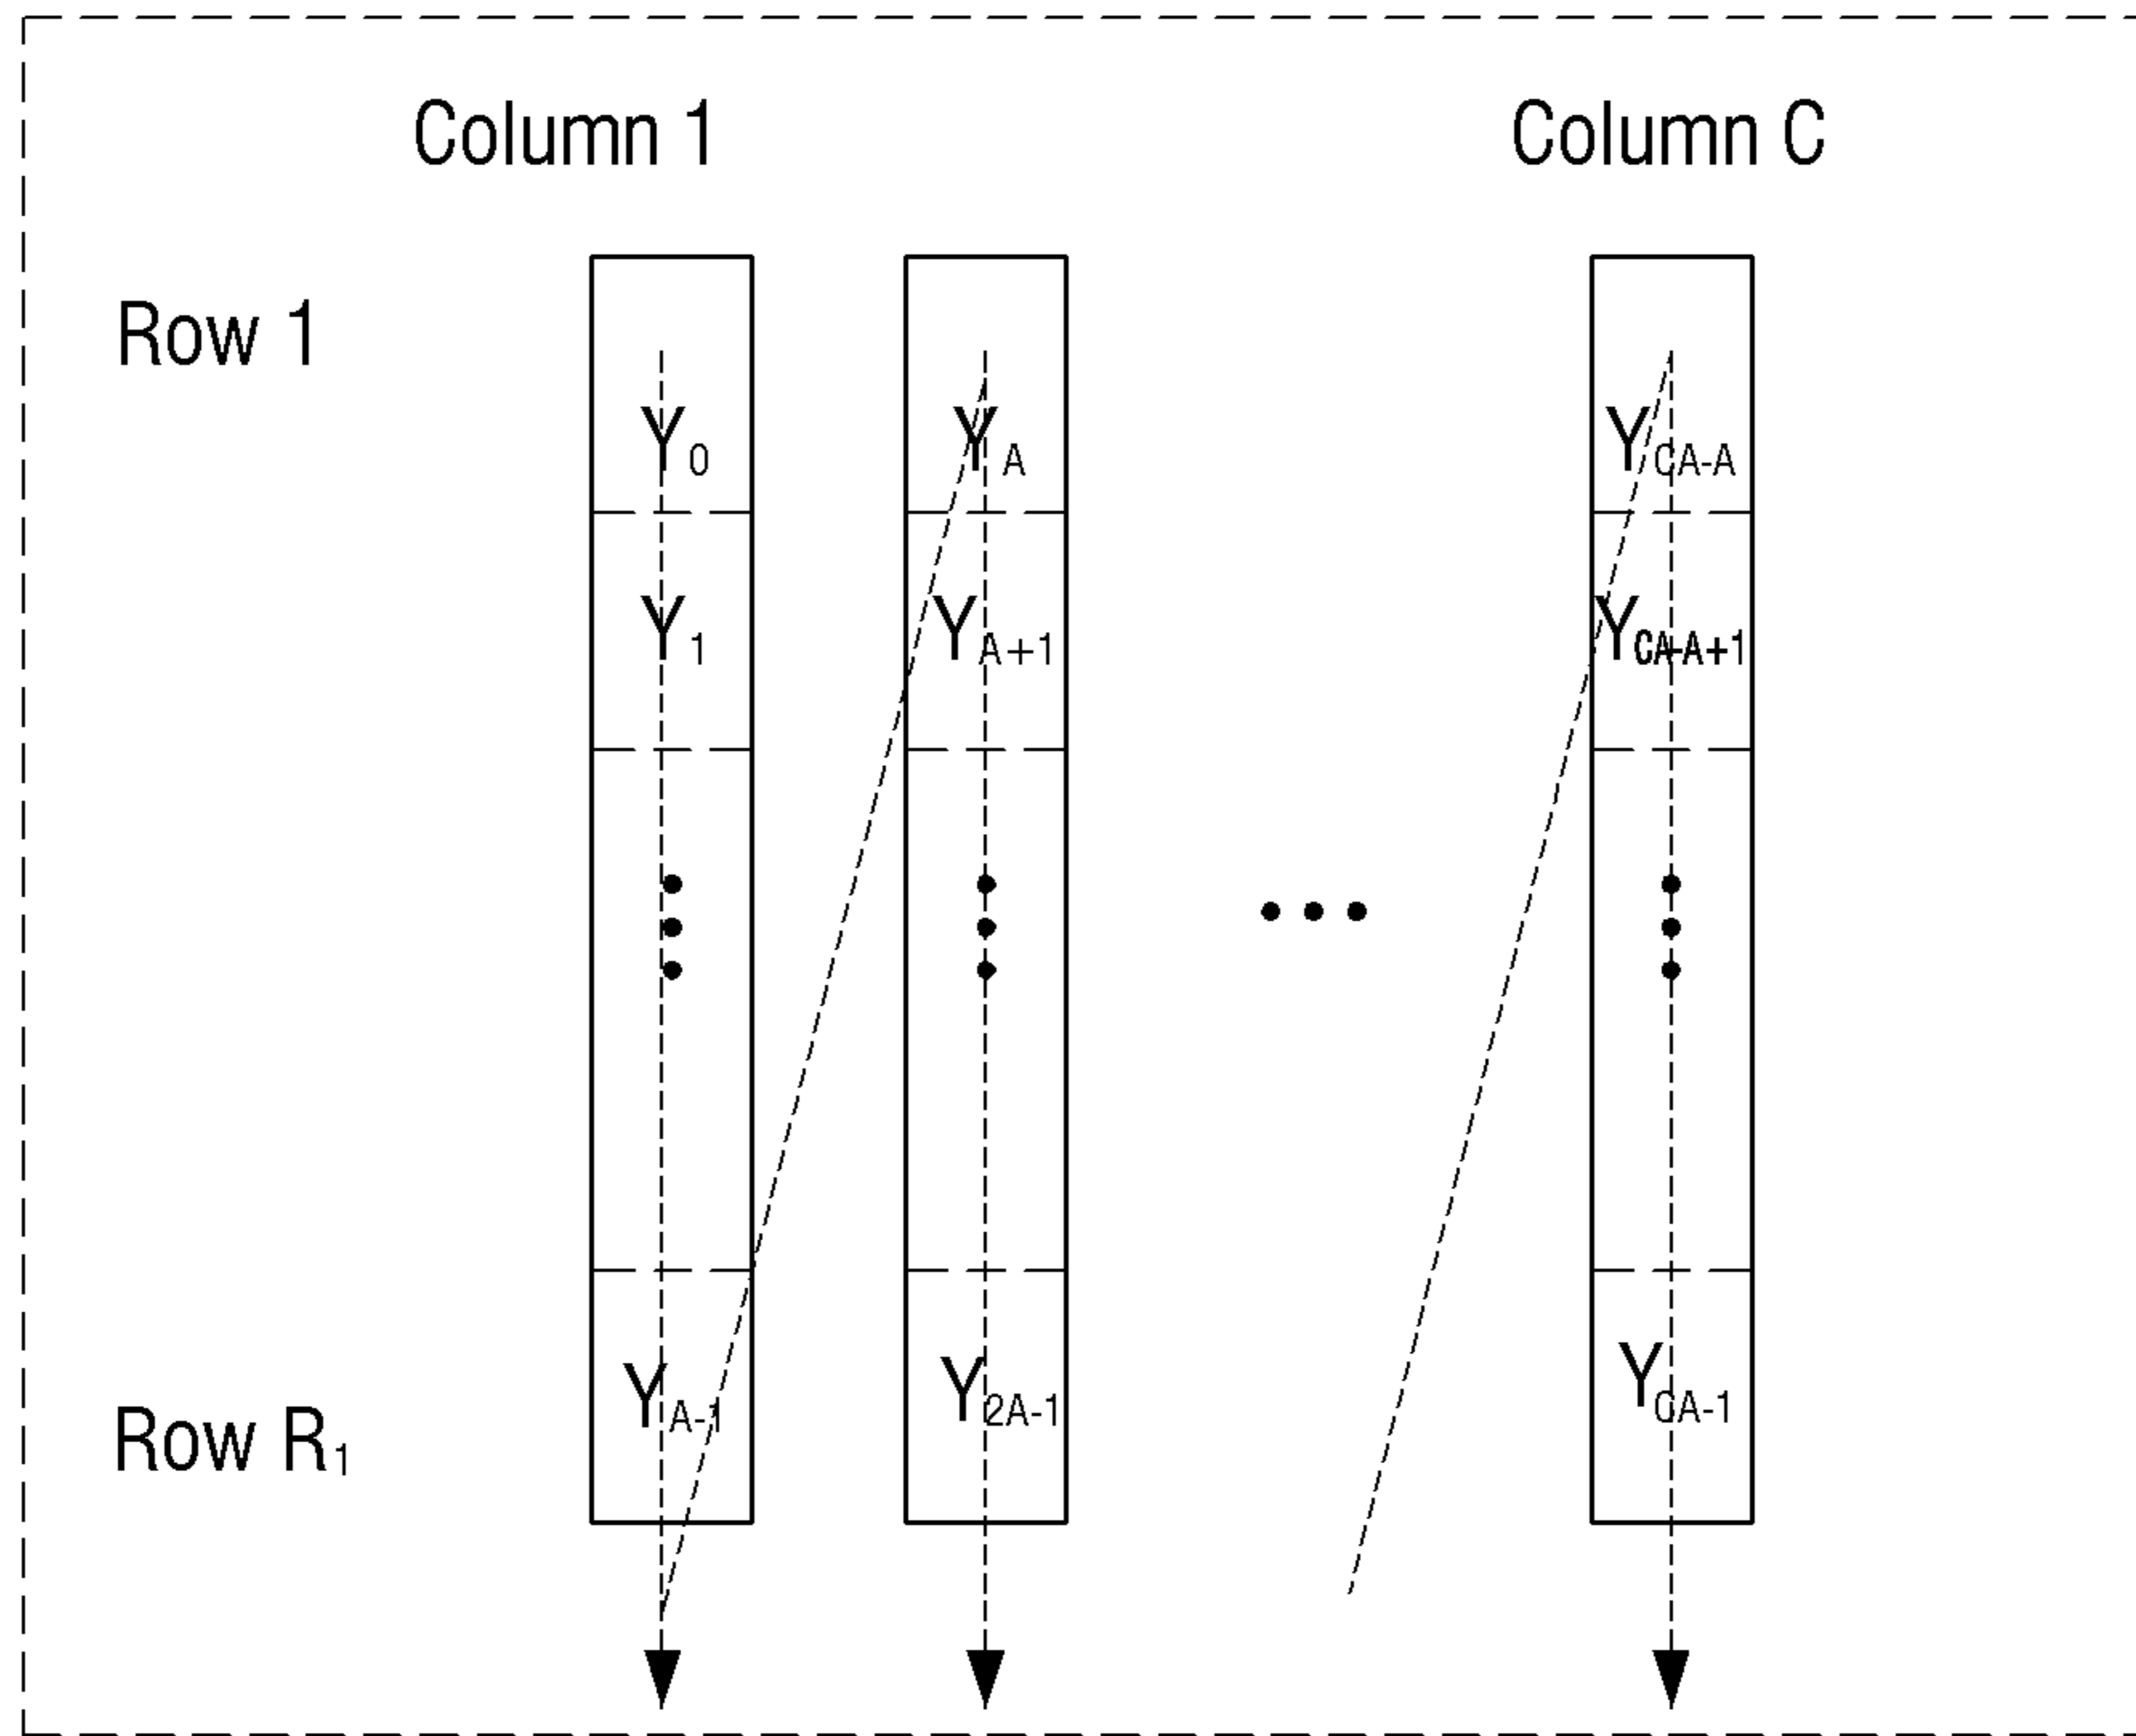 Column 1 Column C
Row 1
Y0 YA YCA-A
Y1 YA+1 YCA-A+1
YA-1 Y2A-1 YCA-1
Row R1